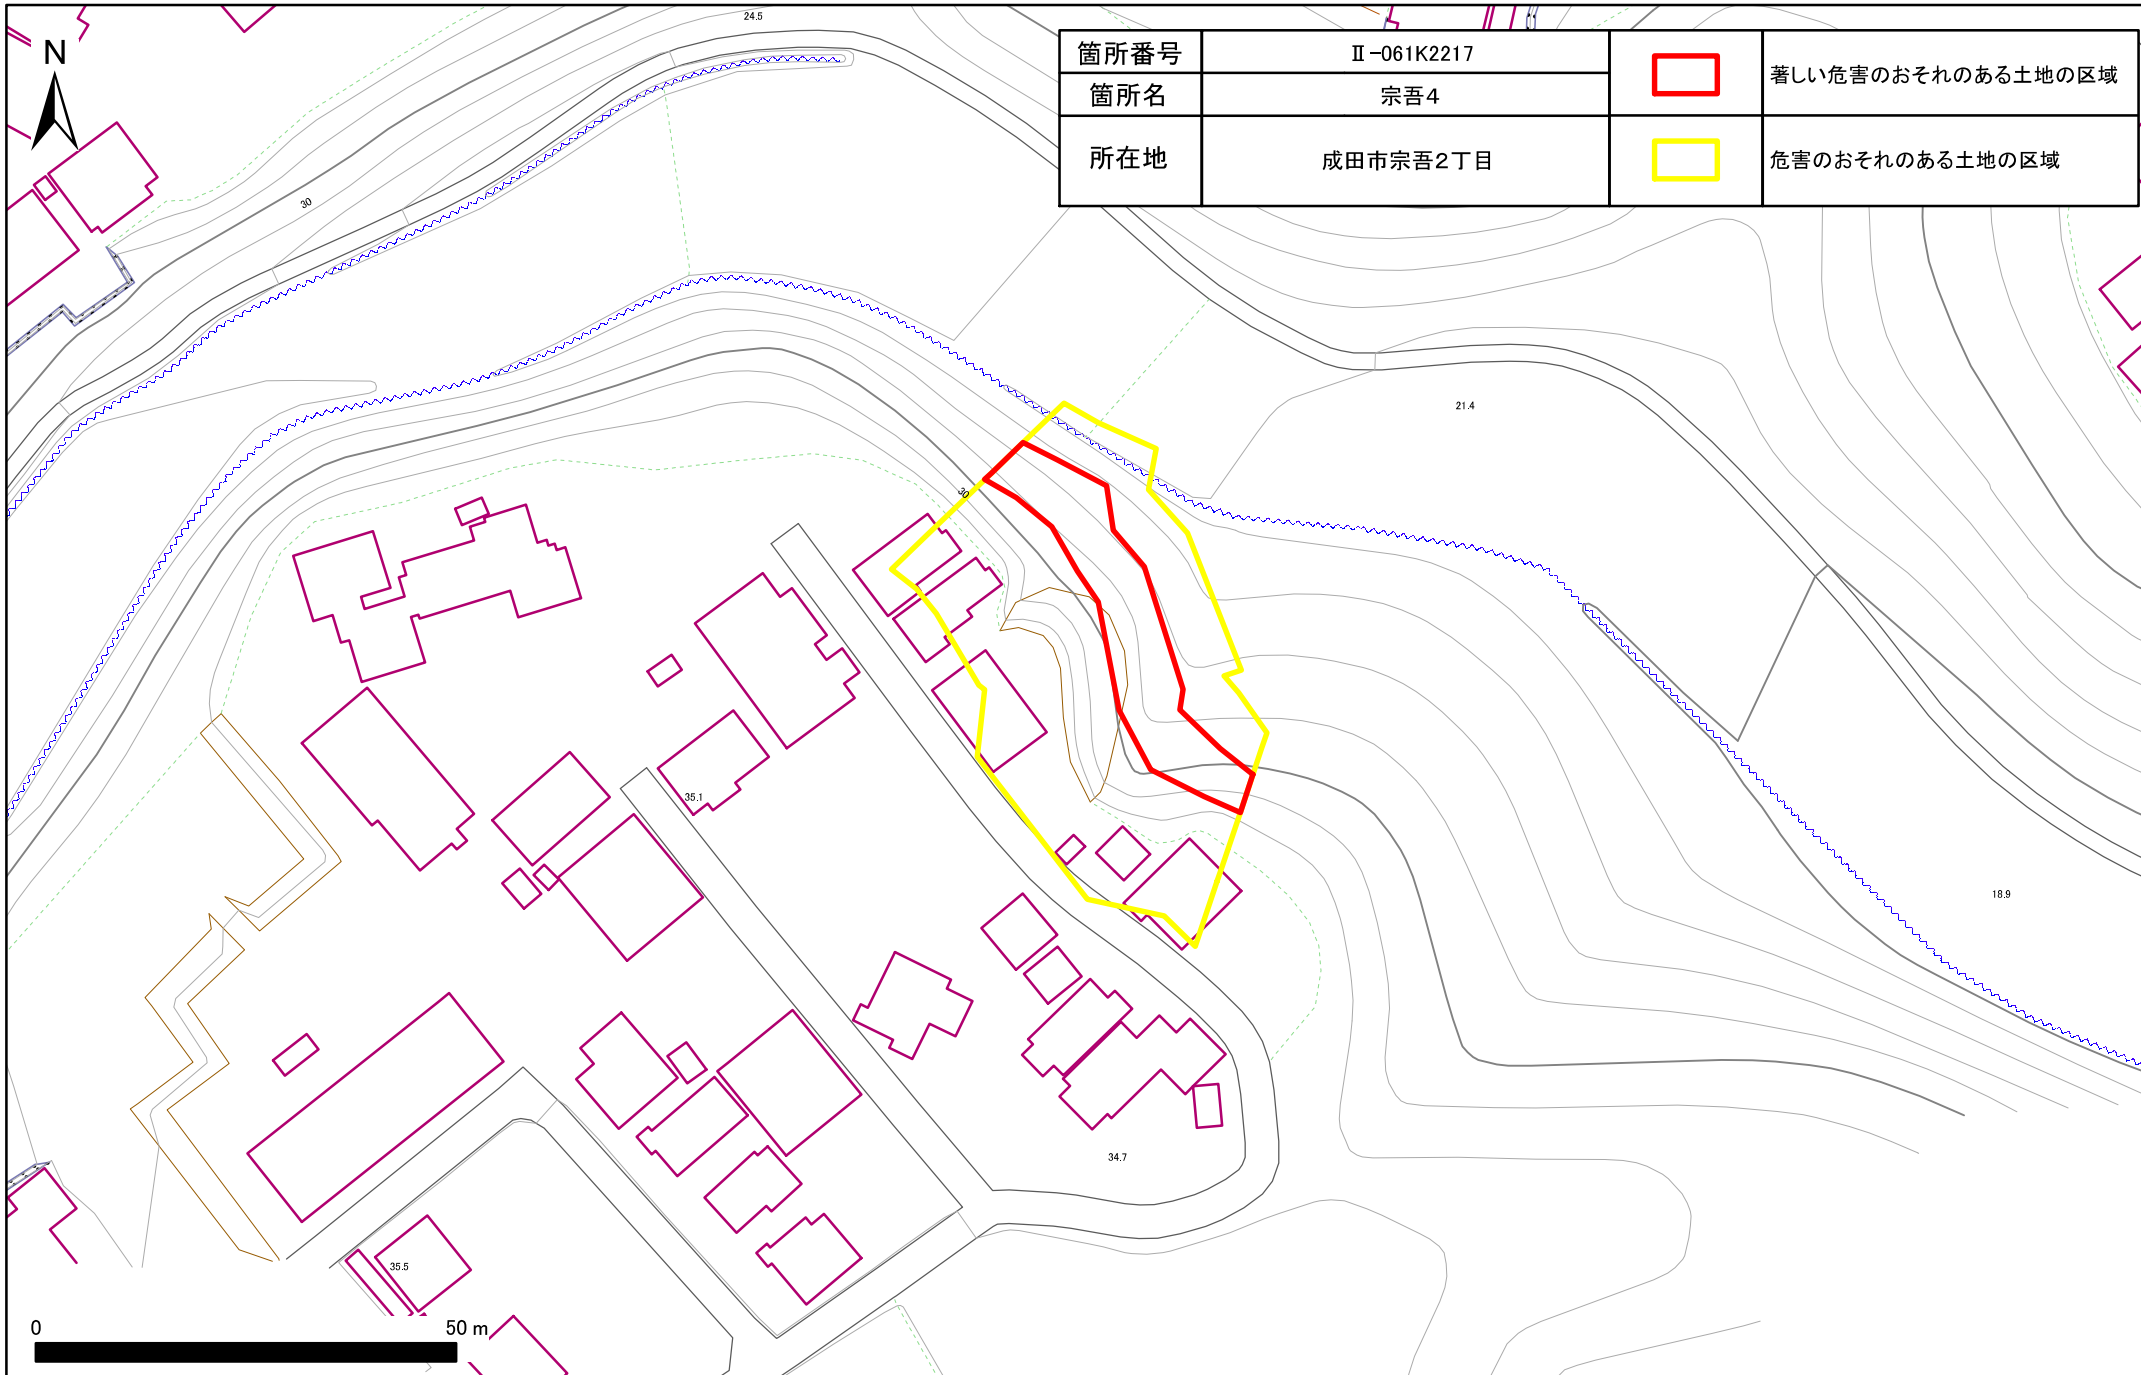 24.5
N
箇所番号 Ⅱ-061K2217 著しい危害のおそれのある土地の区域
箇所名 宗吾4
所在地 成田市宗吾2丁目 危害のおそれのある土地の区域
30
21.4
30
35.1
18.9
34.7
35.5
0 50 m